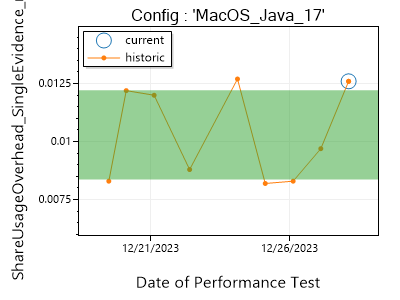 Config : 'MacOS_Java_17'
current
historic
ShareUsageOverhead_SingleEvidence_
0.0125
0.01
0.0075
12/21/2023
12/26/2023
Date of Performance Test